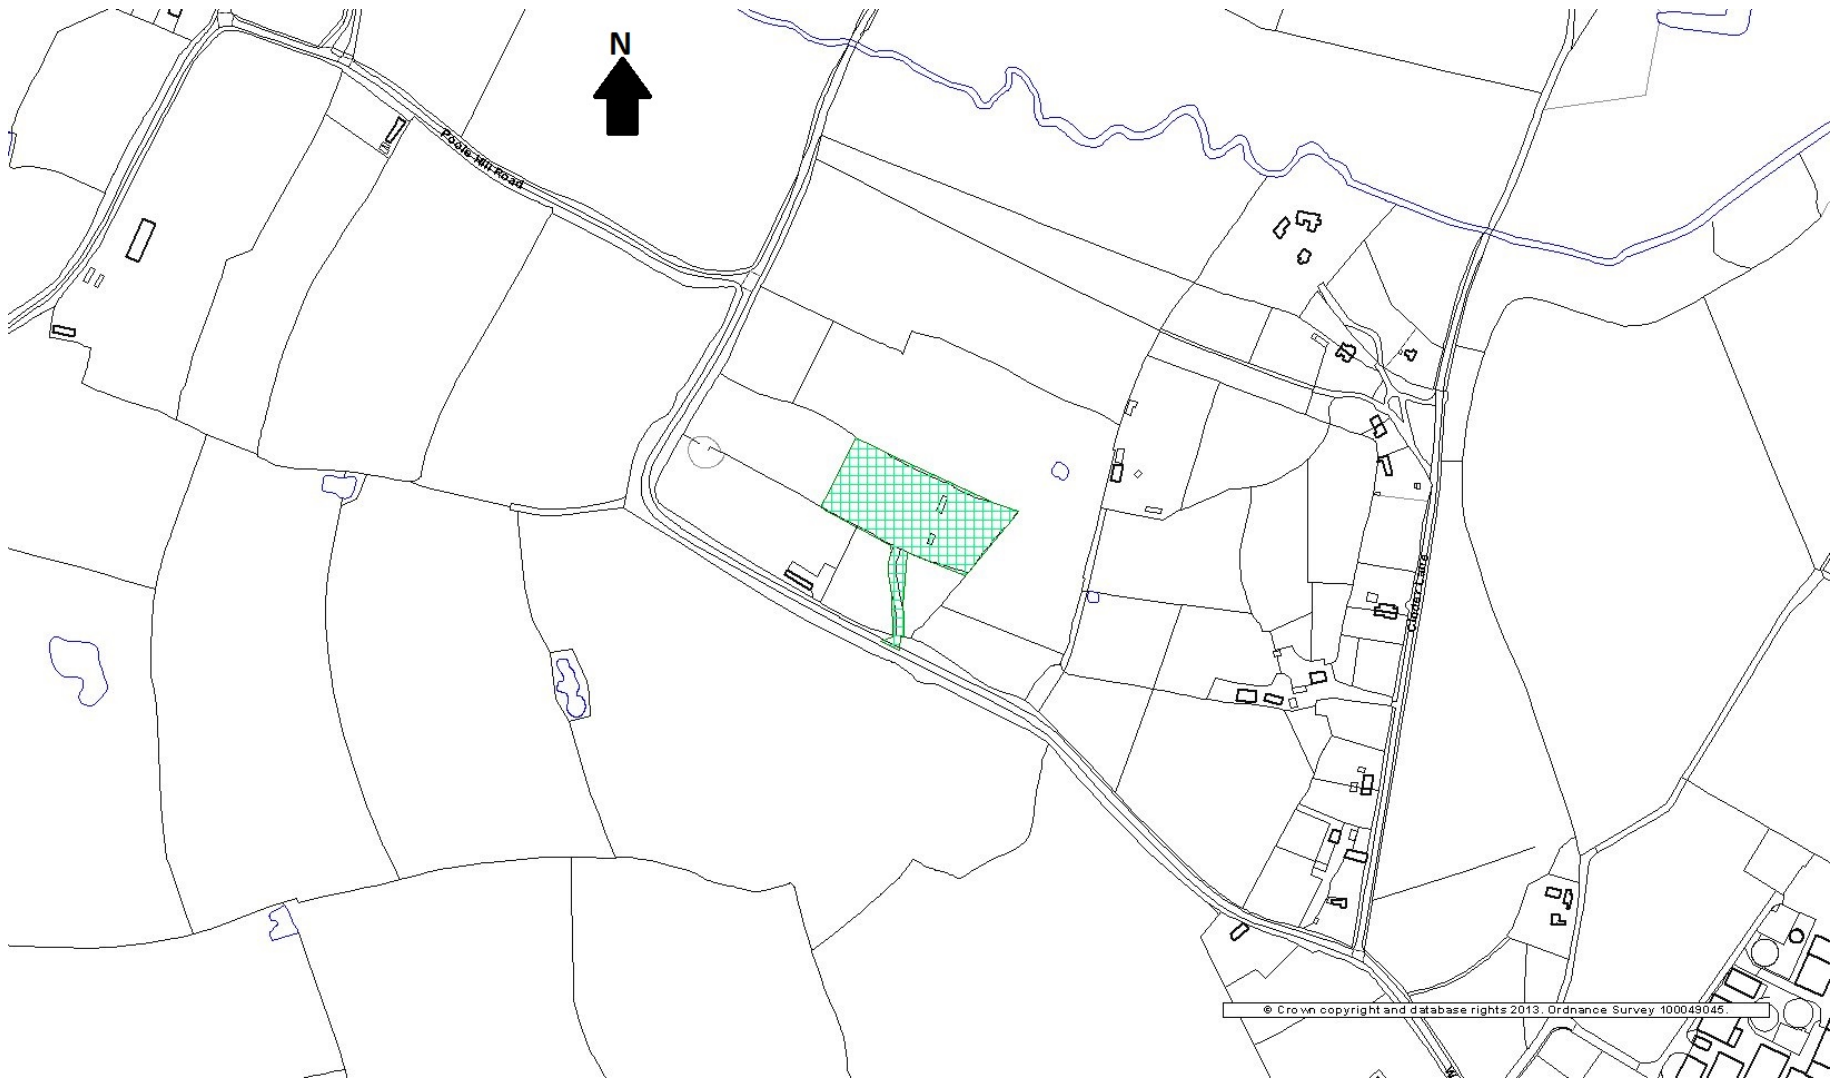 N
Poole Hill Road
Cinder Lane
© Crown copyright and database rights 2013. Ordnance Survey 100049045.